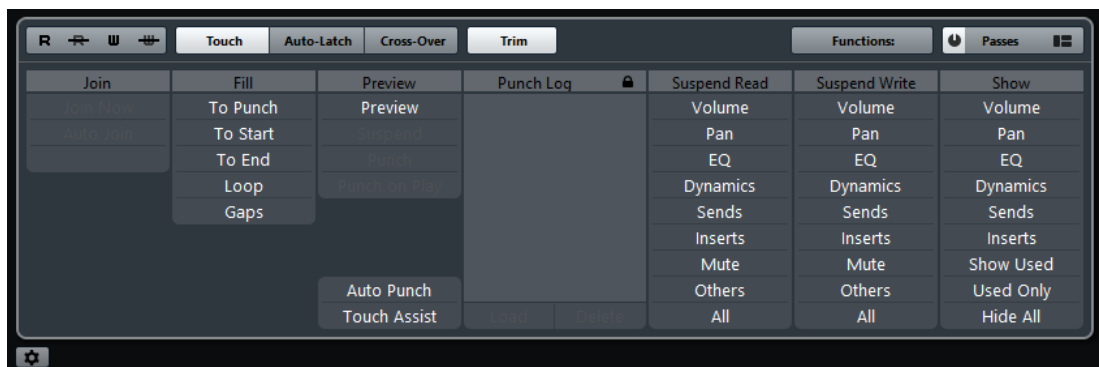 R R W W Touch Auto-Latch Cross-Over Trim Functions: Passes
Join Fill Preview Punch Log Suspend Read Suspend Write Show
Join Now To Punch Preview Volume Volume Volume
Auto Join To Start Suspend Pan Pan Pan
To End Punch EQ EQ EQ
Loop Punch on Play Dynamics Dynamics Dynamics
Gaps Sends Sends Sends
Inserts Inserts Inserts
Mute Mute Show Used
Auto Punch Others Others Used Only
Touch Assist Load Delete All All Hide All